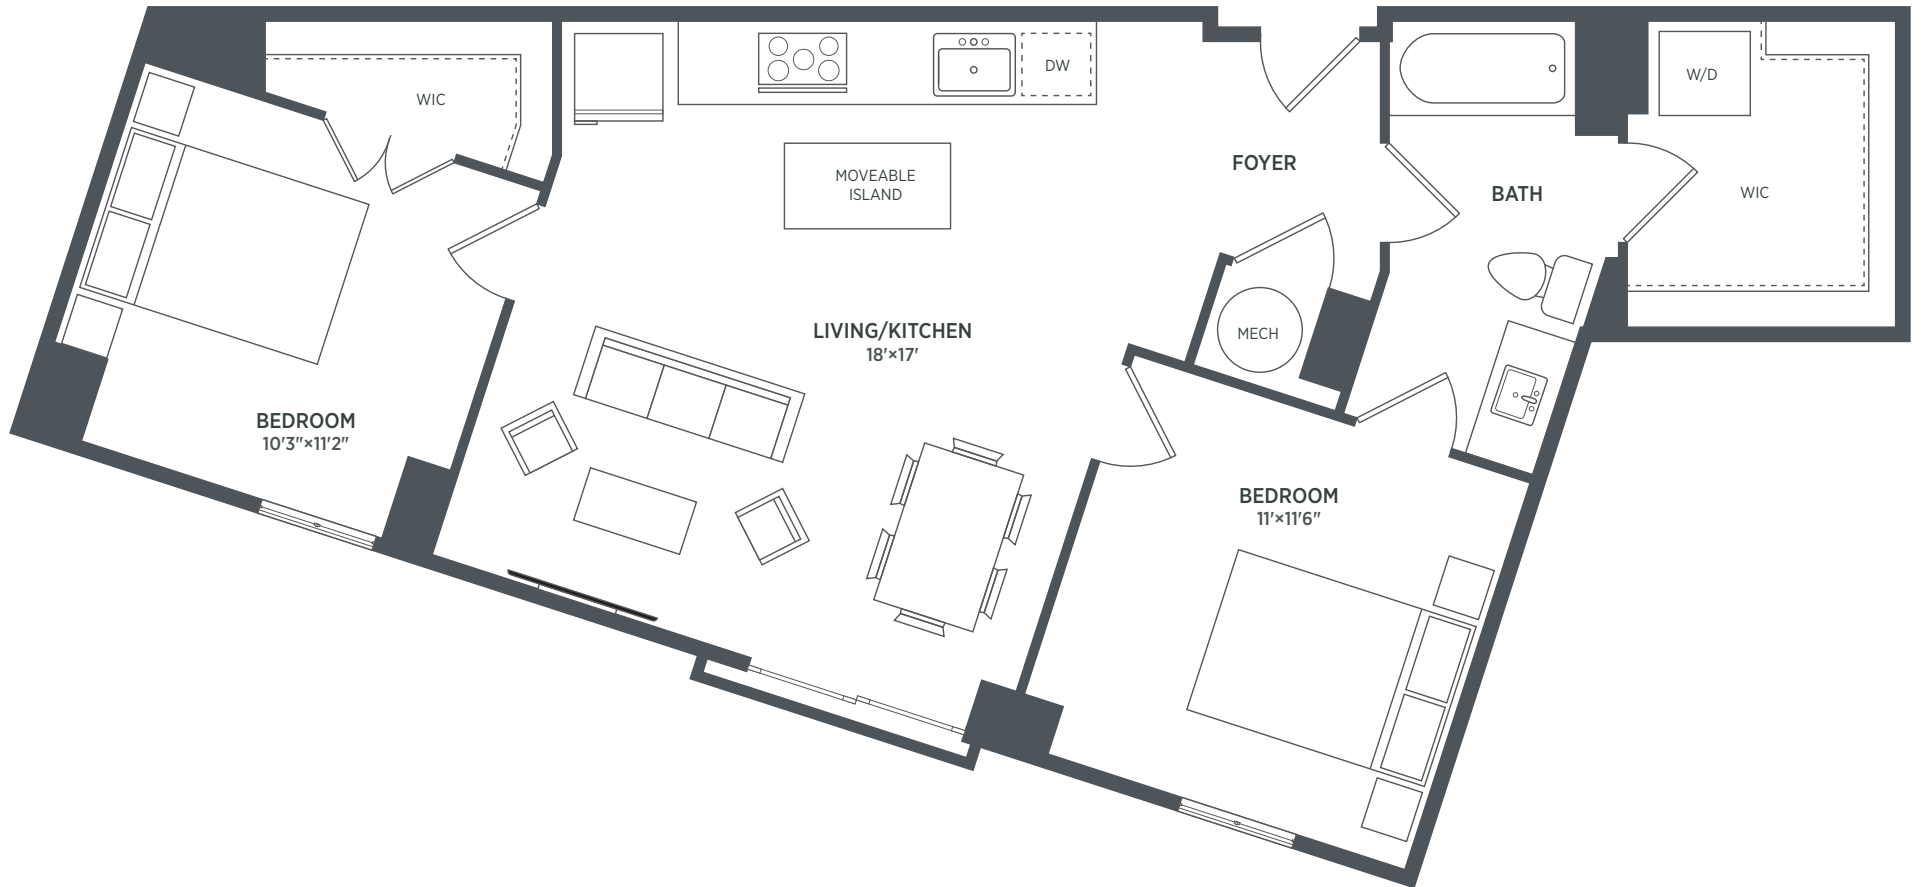 WIC
DW
W/D
MOVEABLE
ISLAND
FOYER
BATH
WIC
MECH
LIVING/KITCHEN
18'×17'
BEDROOM
10'3"×11'2"
BEDROOM
11'×11'6"